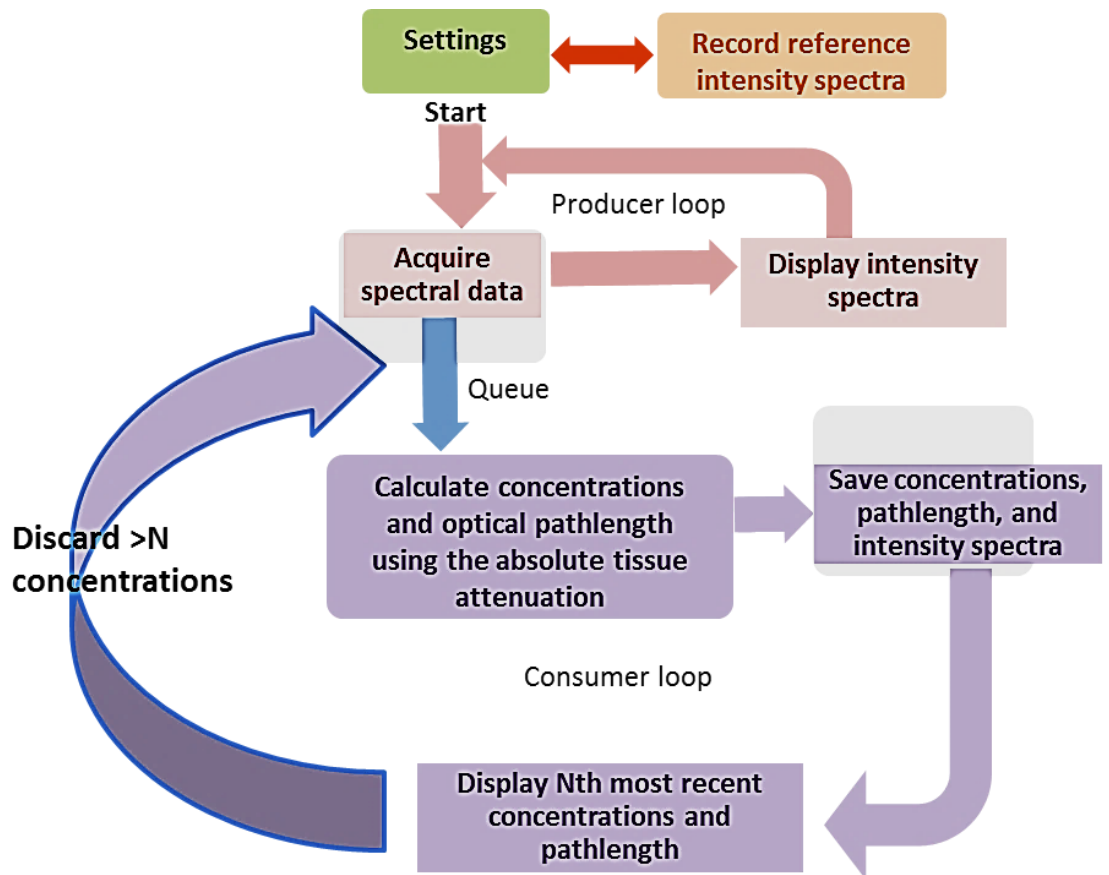 Settings
Record reference
intensity spectra
Start
Producer loop
Acquire
spectral data
Display intensity
spectra
Queue
Calculate concentrations
and optical pathlength
using the absolute tissue
attenuation
Save concentrations,
pathlength, and
intensity spectra
Discard >N
concentrations
Consumer loop
Display Nth most recent
concentrations and
pathlength